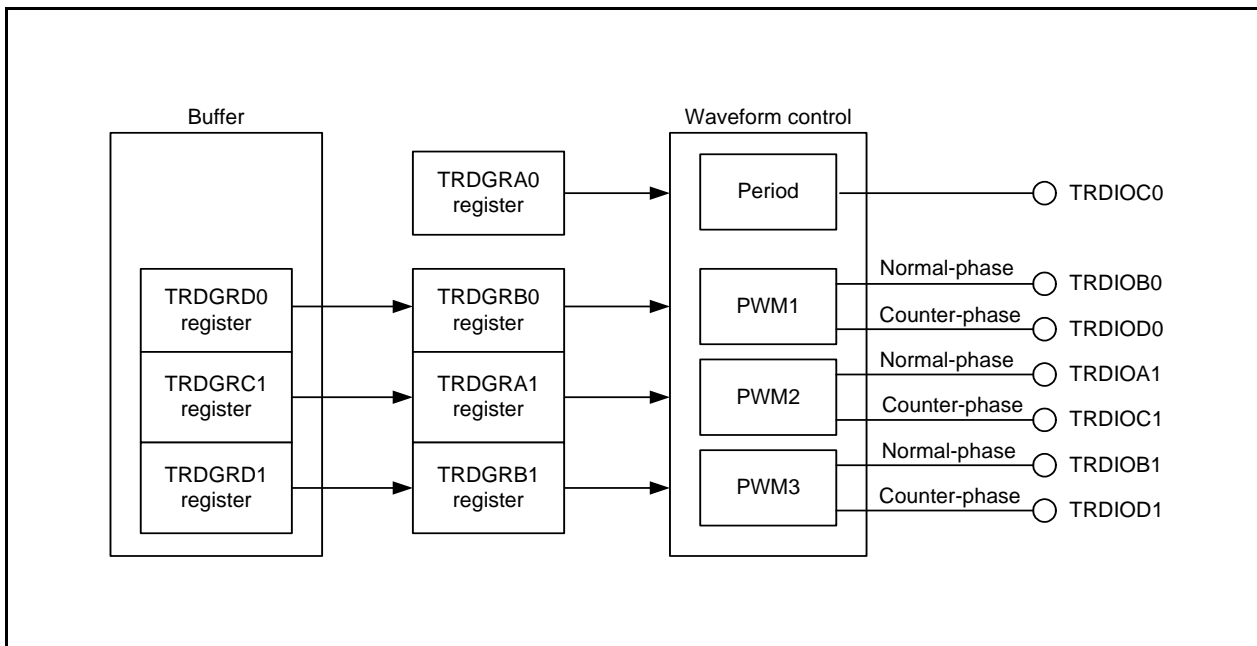 Buffer
Waveform control
TRDGRA0
register
Period
TRDIOC0
TRDGRD0
register
TRDGRB0
register
PWM1
Normal-phase
TRDIOB0
Counter-phase
TRDIOD0
TRDGRC1
register
TRDGRA1
register
PWM2
Normal-phase
TRDIOA1
Counter-phase
TRDIOC1
TRDGRD1
register
TRDGRB1
register
PWM3
Normal-phase
TRDIOB1
Counter-phase
TRDIOD1